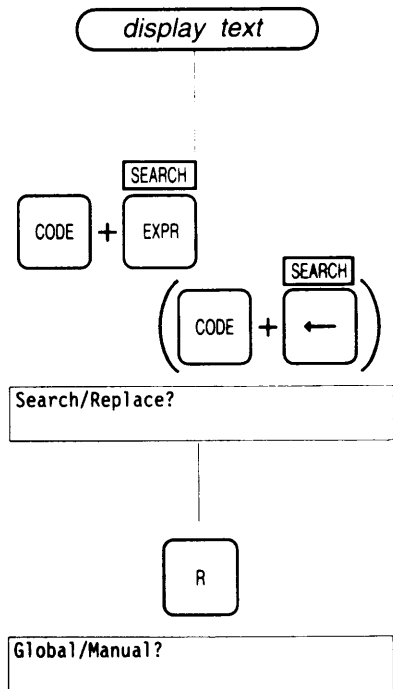 display text
SEARCH
CODE + EXPR
SEARCH
( CODE + ← )
Search/Replace?
R
Global/Manual?